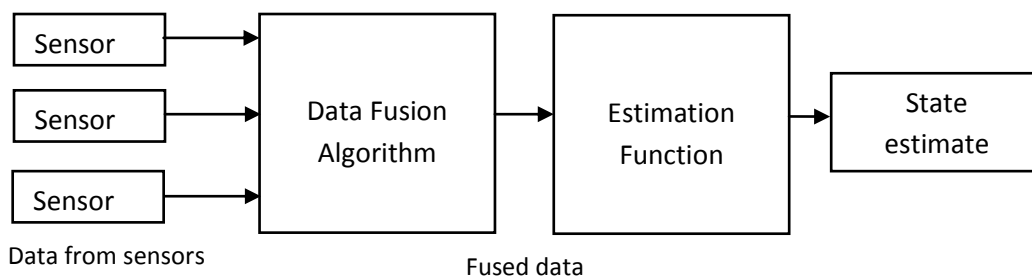 Sensor
Sensor
Sensor
Data Fusion
Algorithm
Estimation
Function
State
estimate
Data from sensors
Fused data